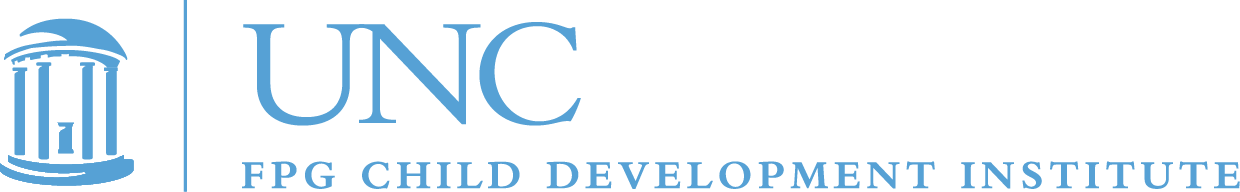 UNC
FPG CHILD DEVELOPMENT INSTITUTE